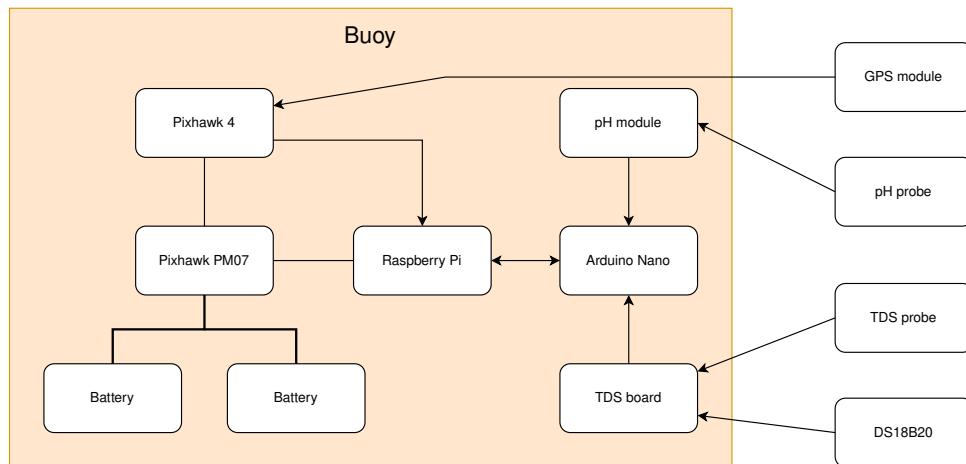 Buoy
GPS module
Pixhawk 4
pH module
pH probe
Pixhawk PM07
Raspberry Pi
Arduino Nano
TDS probe
Battery
Battery
TDS board
DS18B20